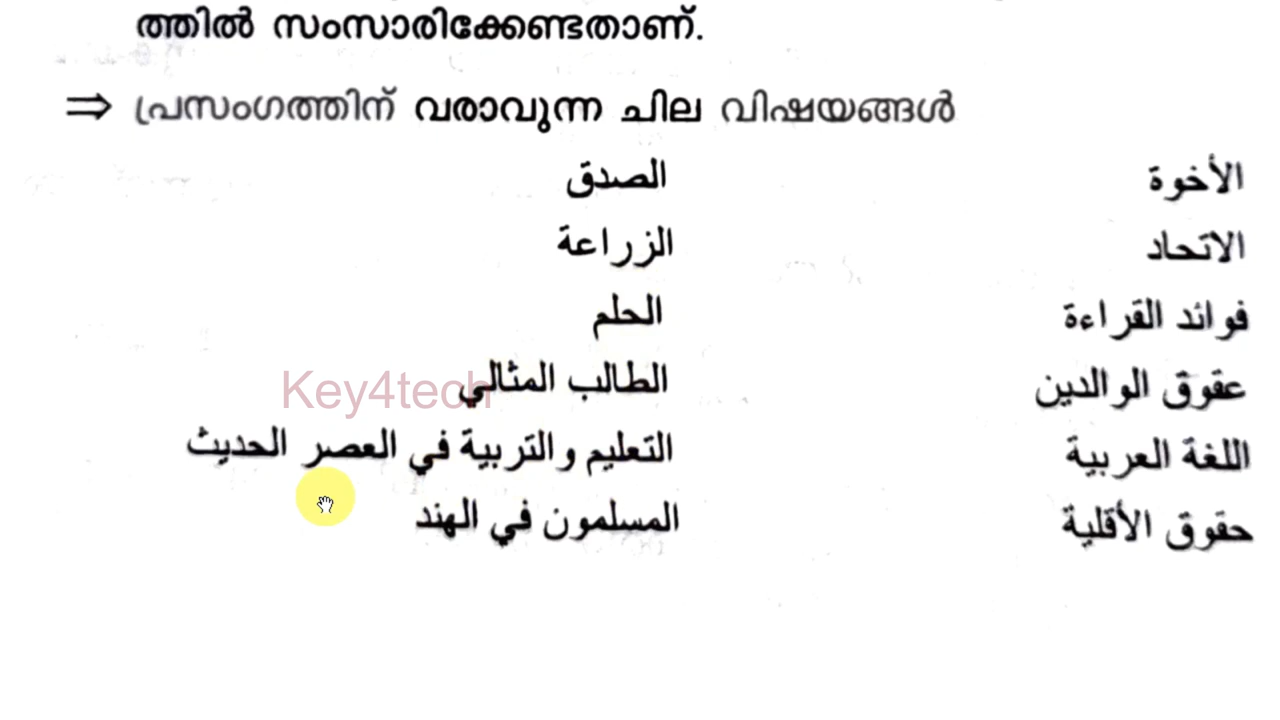 ത്തിൽ സംസാരിക്കേണ്ടതാണ്.
⇒ പ്രസംഗത്തിന് വരാവുന്ന ചില വിഷയങ്ങൾ
الأخوة
الصدق
الاتحاد
الزراعة
فوائد القراءة
الحلم
عقوق الوالدين
الطالب المثالي
اللغة العربية
التعليم والتربية في العصر الحديث
حقوق الأقلية
المسلمون في الهند
Key4tech